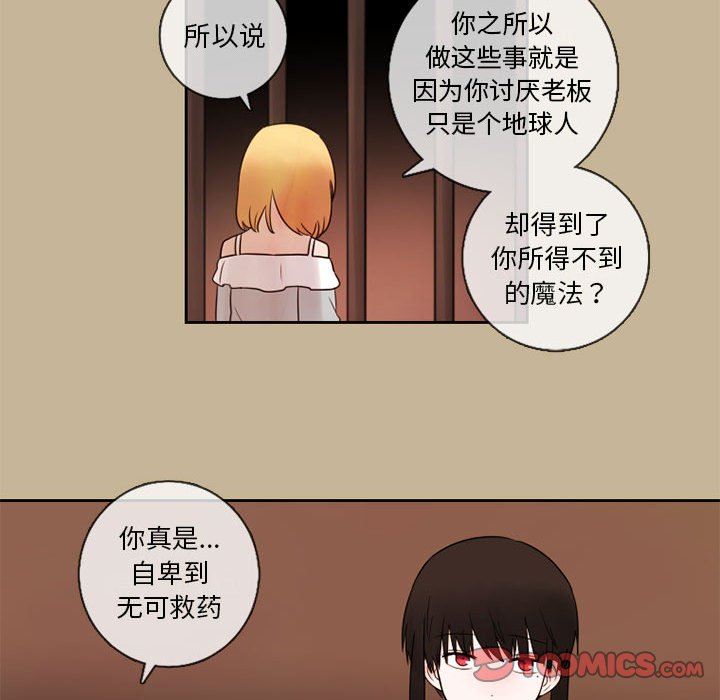 所以说
你之所以
做这些事就是
因为你讨厌老板
只是个地球人
却得到了
你所得不到
的魔法？
你真是...
自卑到
无可救药
TOOMICS.COM